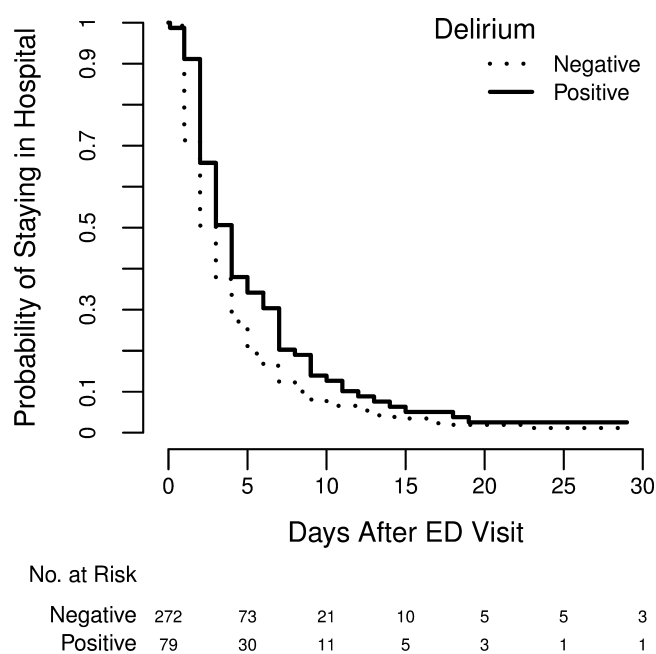 Delirium
Negative
Positive
Probability of Staying in Hospital
1
0.9
0.7
0.5
0.3
0.1
0
0 5 10 15 20 25 30
Days After ED Visit
No. at Risk
Negative 272 73 21 10 5 5 3
Positive 79 30 11 5 3 1 1